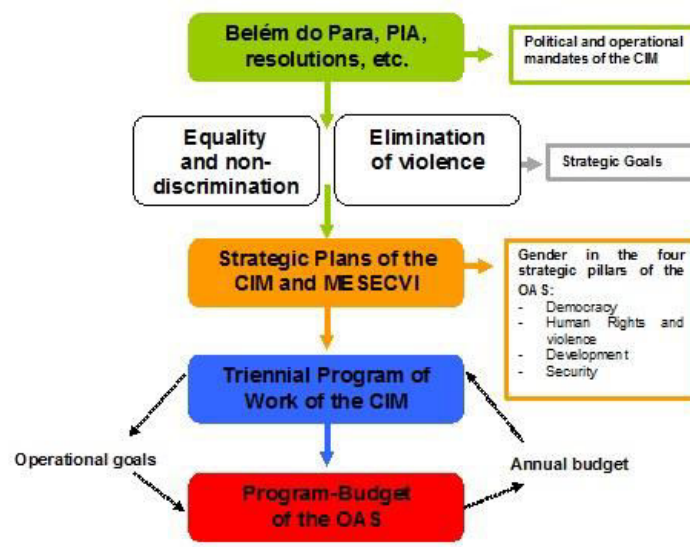 Belém do Para, PIA,
resolutions, etc.
Political and operational
mandates of the CIM
Equality
and non-
discrimination
Elimination
of violence
Strategic Goals
Strategic Plans of the
CIM and MESECVI
Gender in the four
strategic pillars of the
OAS:
- Democracy
- Human Rights and
violence
- Development
- Security
Triennial Program of
Work of the CIM
Operational goals
Annual budget
Program-Budget
of the OAS